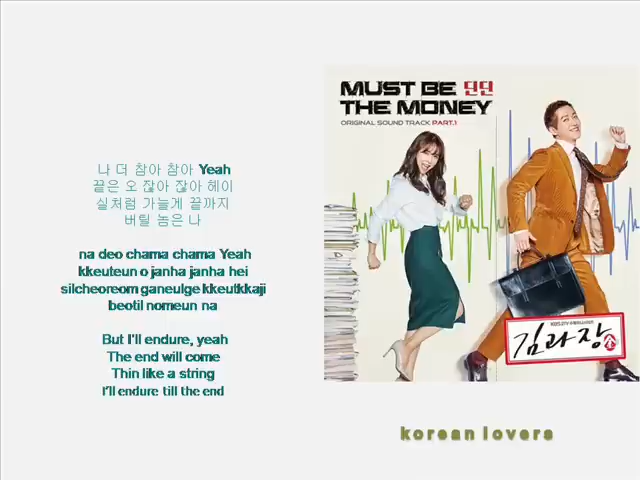 나 더 참아 참아 Yeah
끝은 오 잖아 잖아 헤이
실처럼 가늘게 끝까지
버틸 놈은 나
na deo chama chama Yeah
kkeuteun o janha janha hei
silcheoreom ganeulge kkeutkkaji
beotil nomeun na
But I'll endure, yeah
The end will come
Thin like a string
I'll endure till the end
MUST BE 딘딘
THE MONEY
ORIGINAL SOUND TRACK PART.1
김과장
korean lovers